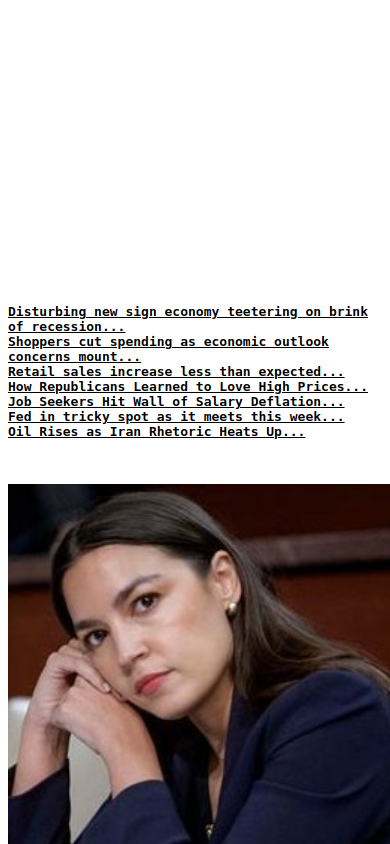 Disturbing new sign economy teetering on brink
of recession...
Shoppers cut spending as economic outlook
concerns mount...
Retail sales increase less than expected...
How Republicans Learned to Love High Prices...
Job Seekers Hit Wall of Salary Deflation...
Fed in tricky spot as it meets this week...
Oil Rises as Iran Rhetoric Heats Up...